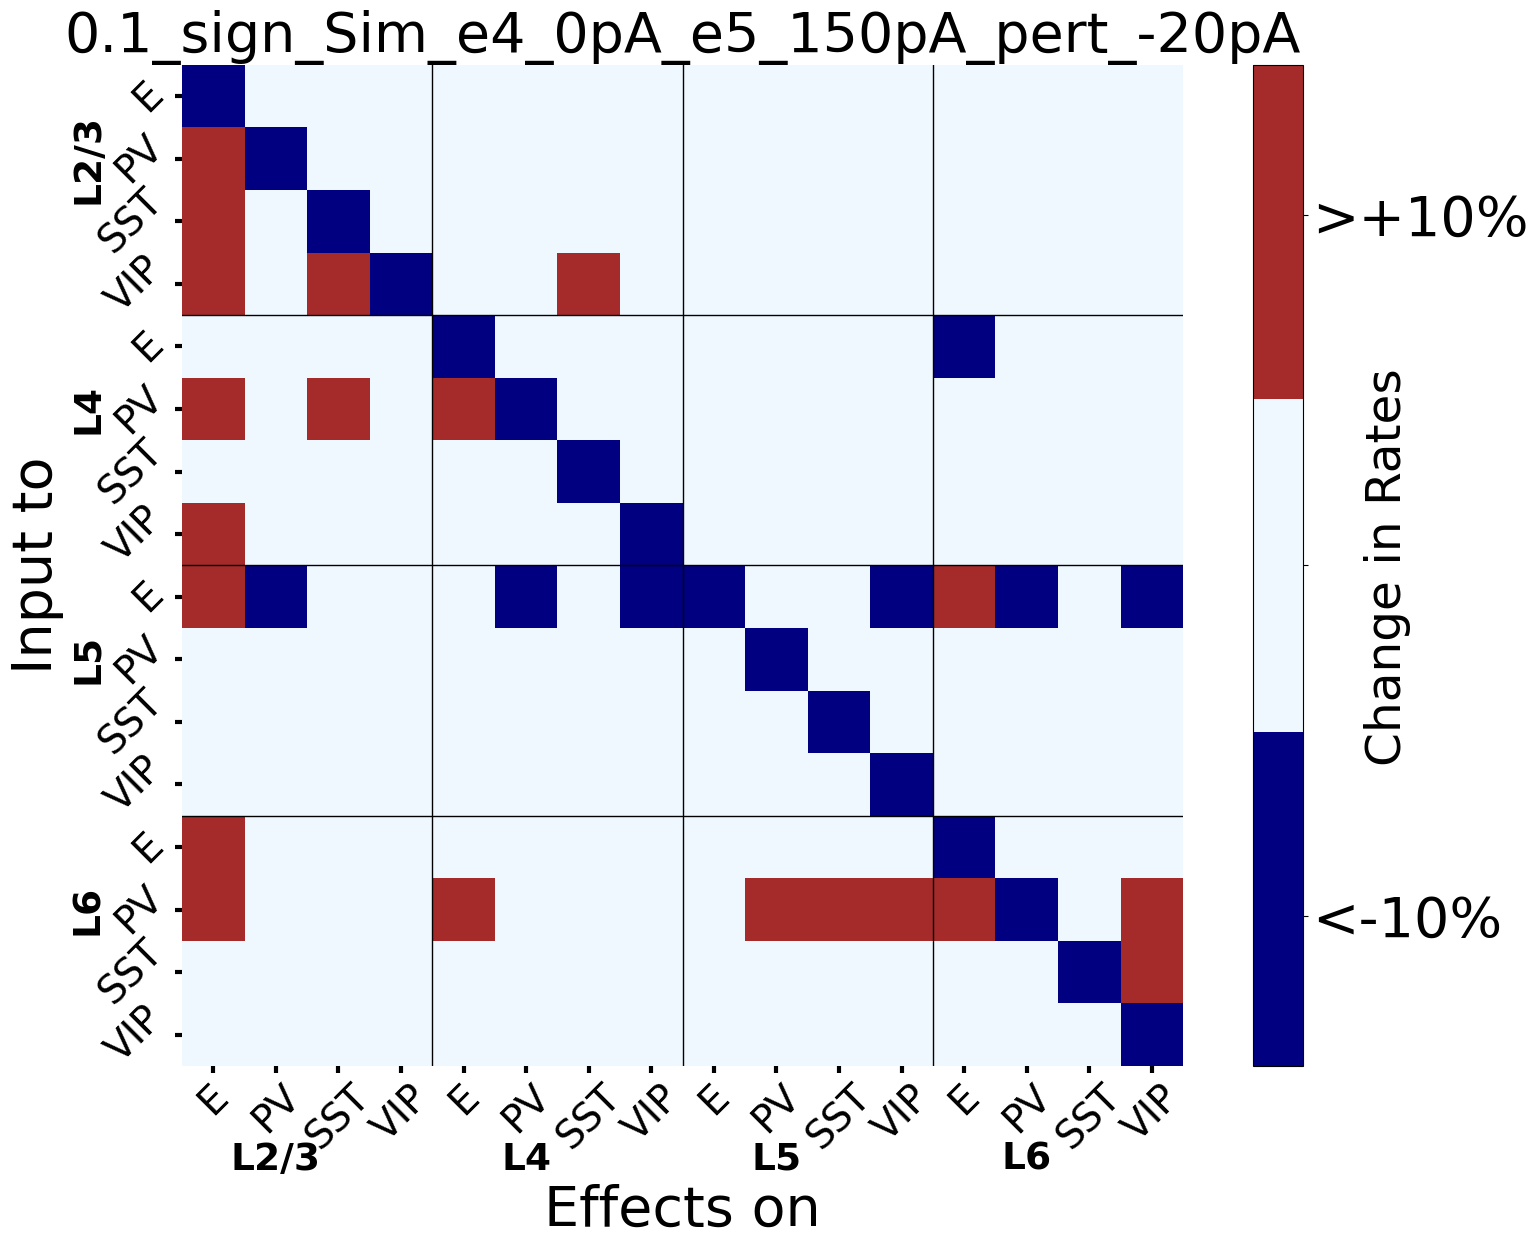 0.1_sign_Sim_e4_0pA_e5_150pA_pert_-20pA
Input to
L2/3
E
PV
SST
VIP
L4
E
PV
SST
VIP
L5
E
PV
SST
VIP
L6
E
PV
SST
VIP
E PV SST VIP E PV SST VIP E PV SST VIP E PV SST VIP
L2/3 L4 L5 L6
Effects on
>+10%
<-10%
Change in Rates